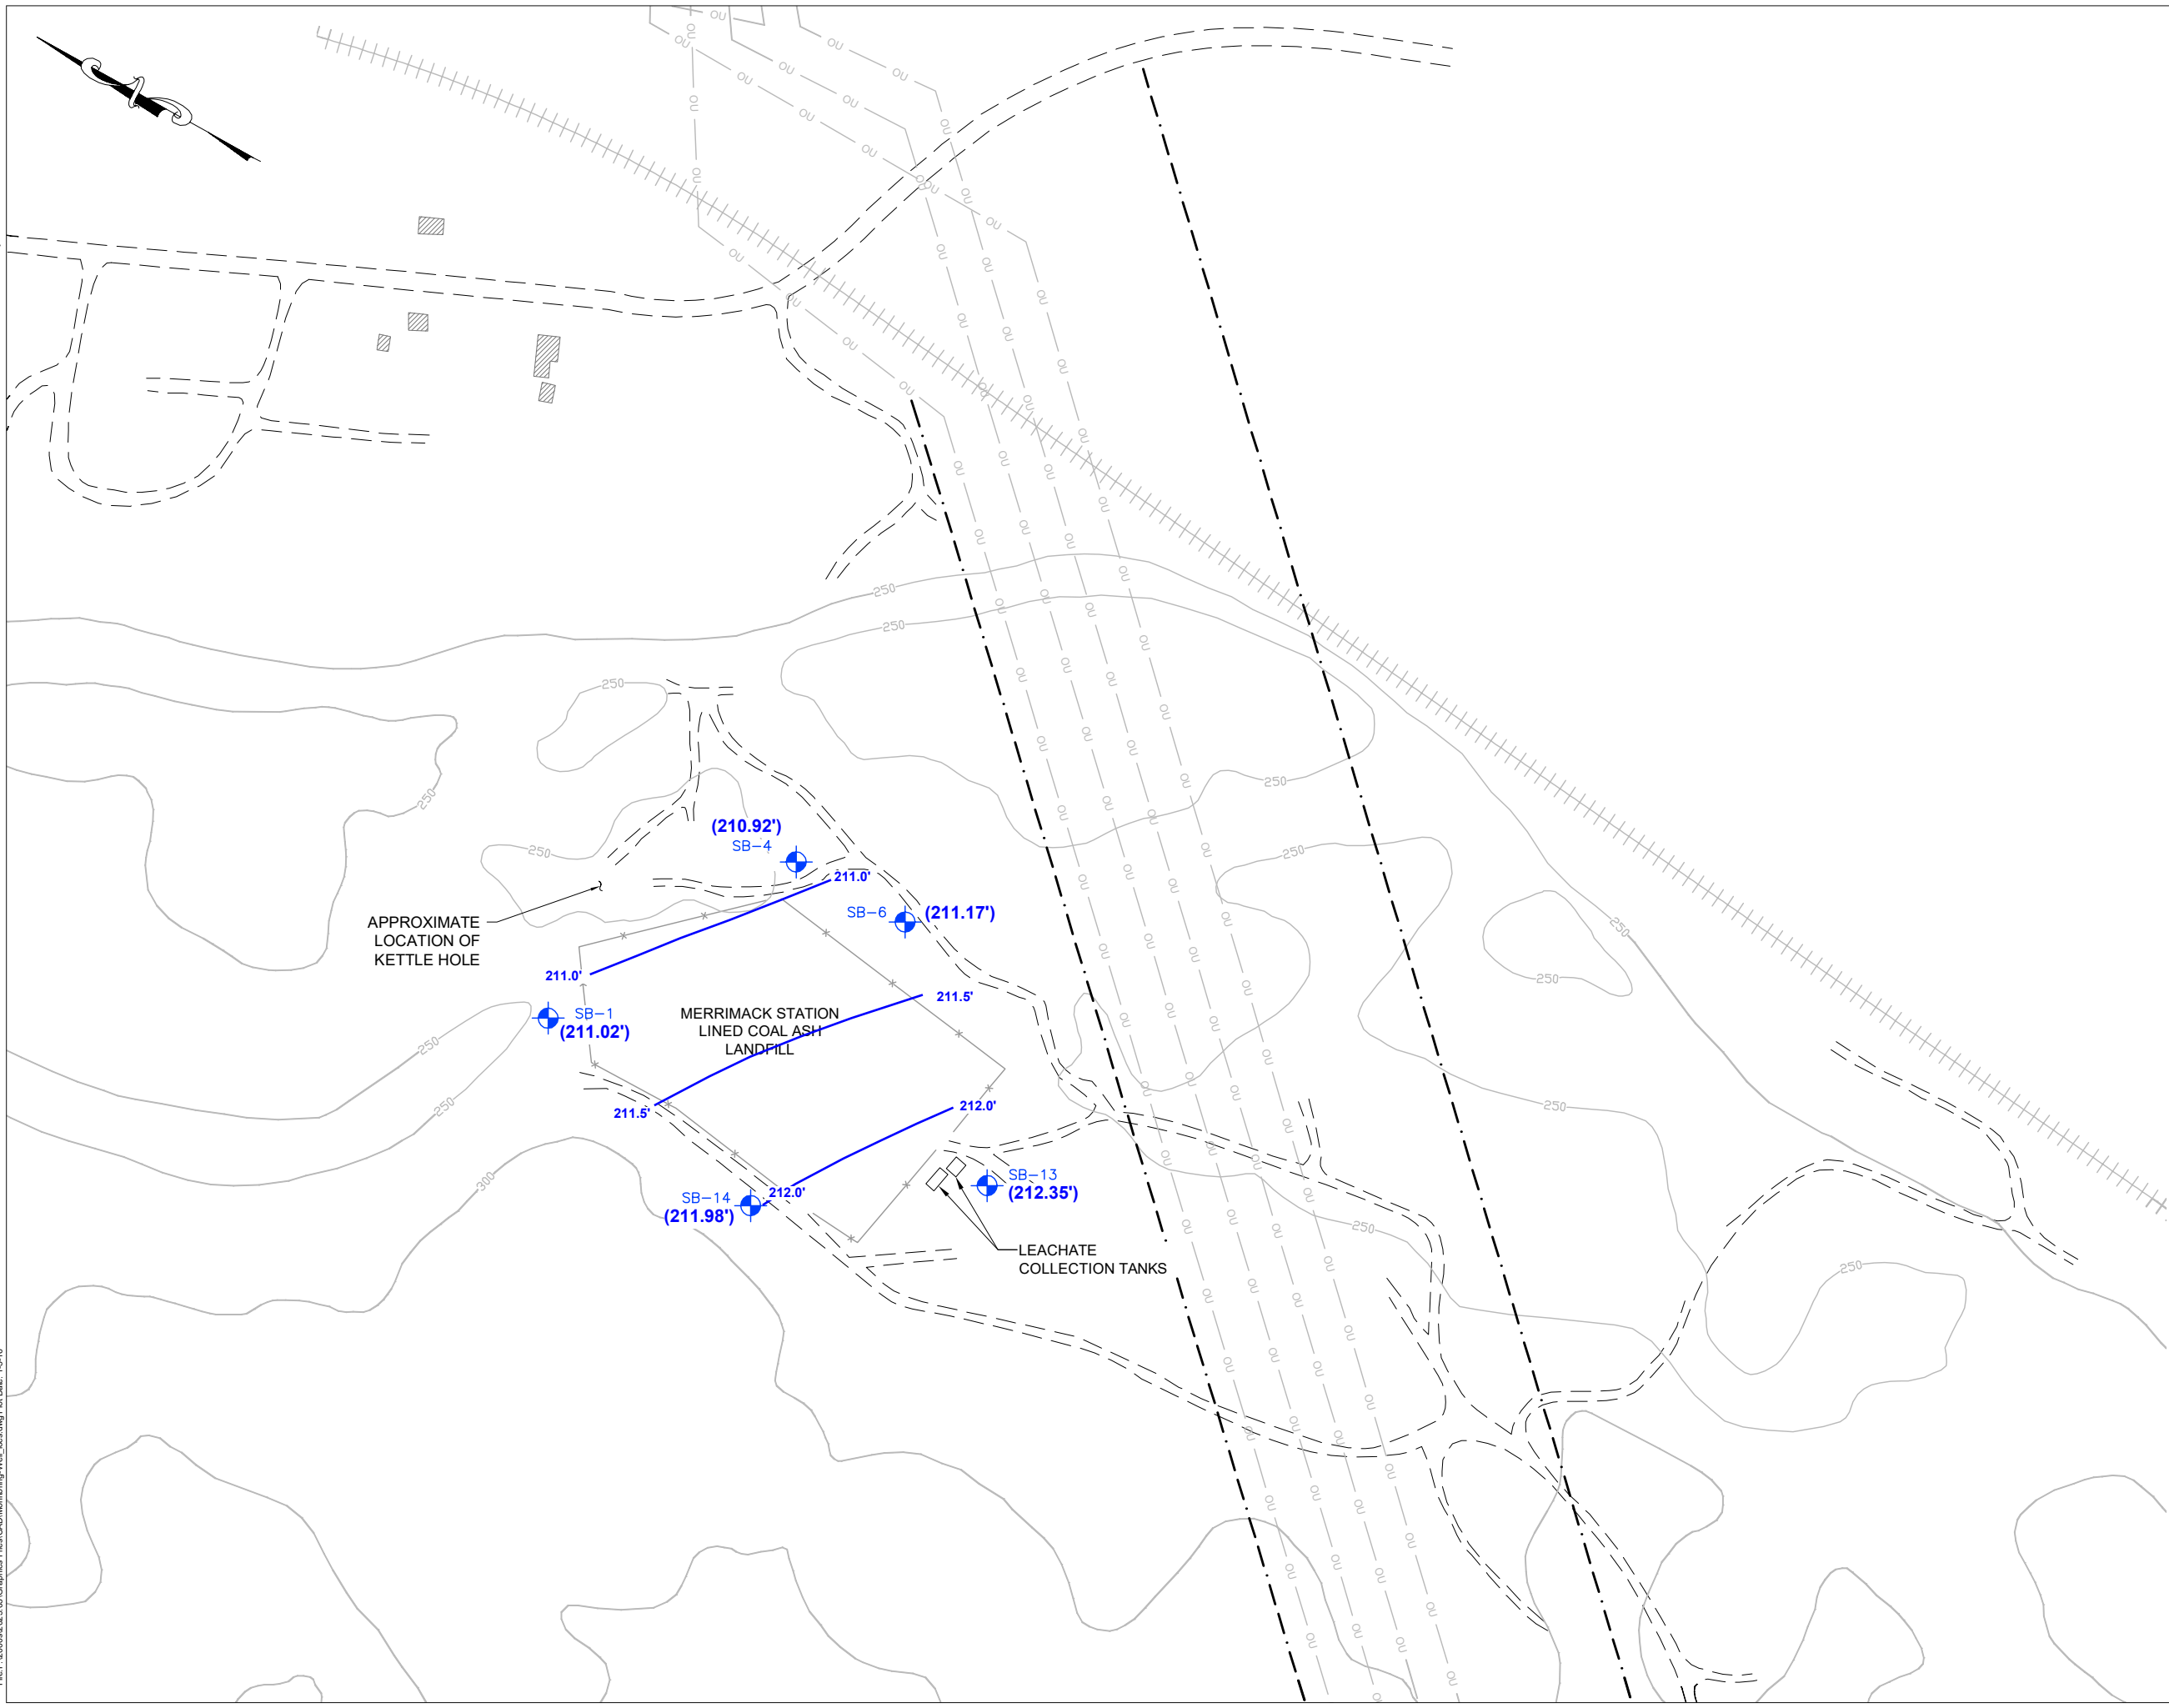 250
250
250
250
250
(210.92')
SB-4
250
250
211.0'
SB-6
(211.17')
APPROXIMATE
LOCATION OF
KETTLE HOLE
250
250
211.0'
211.5'
SB-1
(211.02')
MERRIMACK STATION
LINED COAL ASH
LANDFILL
250
250
250
211.5'
212.0'
300
SB-14
(211.98')
212.0'
SB-13
(212.35')
250
LEACHATE
COLLECTION TANKS
250